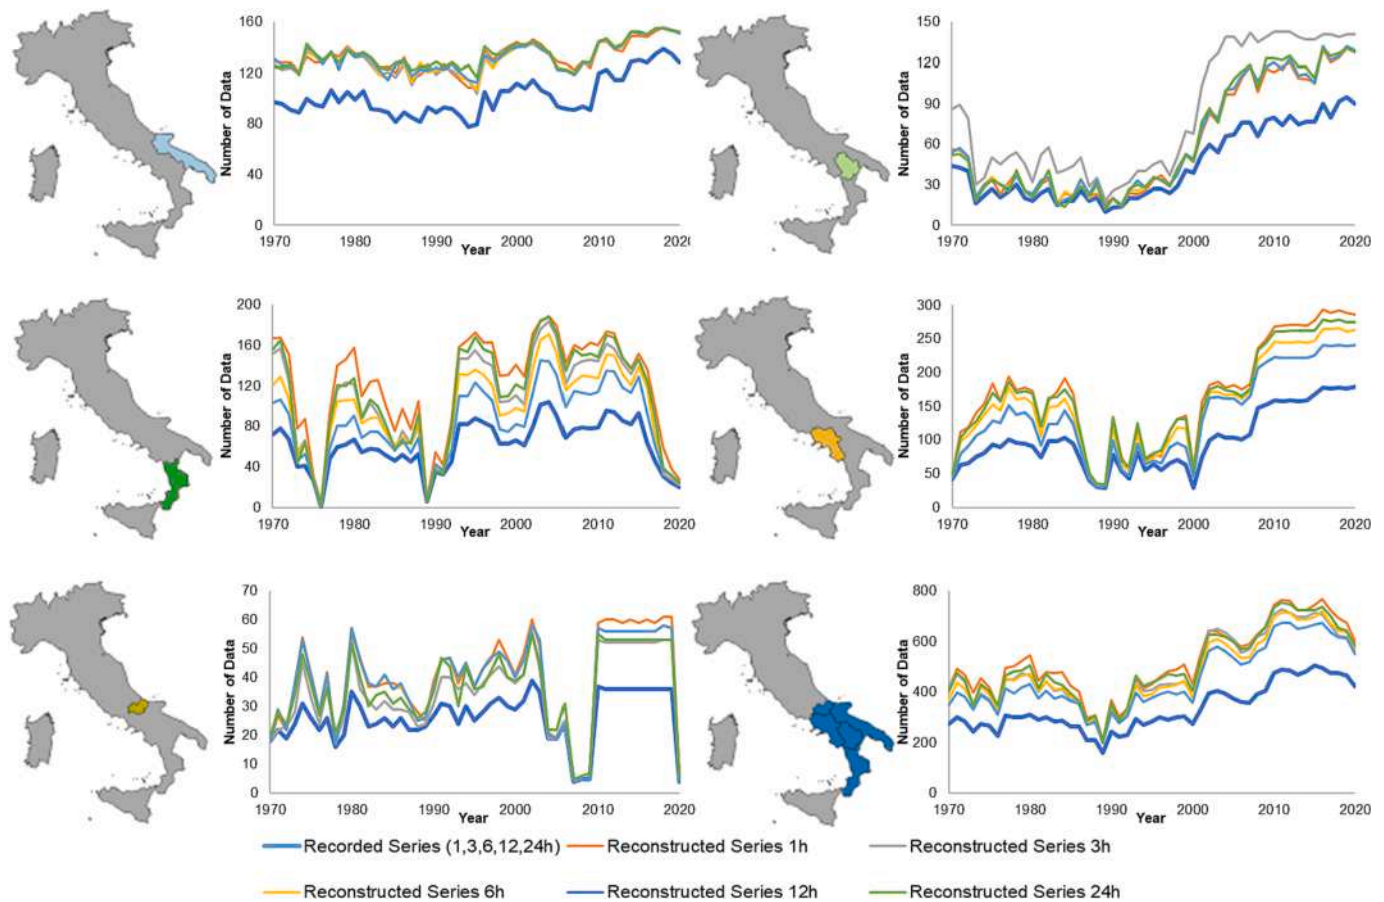 160
120
80
40
0
Number of Data
1970 1980 1990 2000 2010 2020
Year
150
120
90
60
30
0
Number of Data
1970 1980 1990 2000 2010 2020
Year
200
160
120
80
40
0
Number of Data
1970 1980 1990 2000 2010 2020
Year
300
250
200
150
100
50
0
Number of Data
1970 1980 1990 2000 2010 2020
Year
70
60
50
40
30
20
10
0
Number of Data
1970 1980 1990 2000 2010 2020
Year
800
600
400
200
0
Number of Data
1970 1980 1990 2000 2010 2020
Year
Recorded Series (1,3,6,12,24h) Reconstructed Series 1h Reconstructed Series 3h
Reconstructed Series 6h Reconstructed Series 12h Reconstructed Series 24h